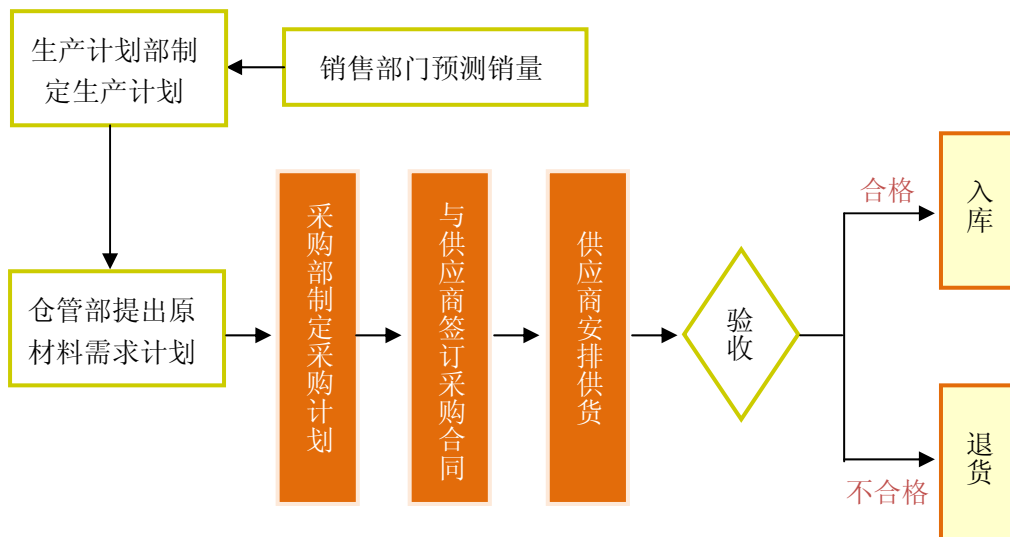 生产计划部制
定生产计划
销售部门预测销量
仓管部提出原
材料需求计划
采购部制定采购计划
与供应商签订采购合同
供应商安排供货
验收
合格
入库
不合格
退货